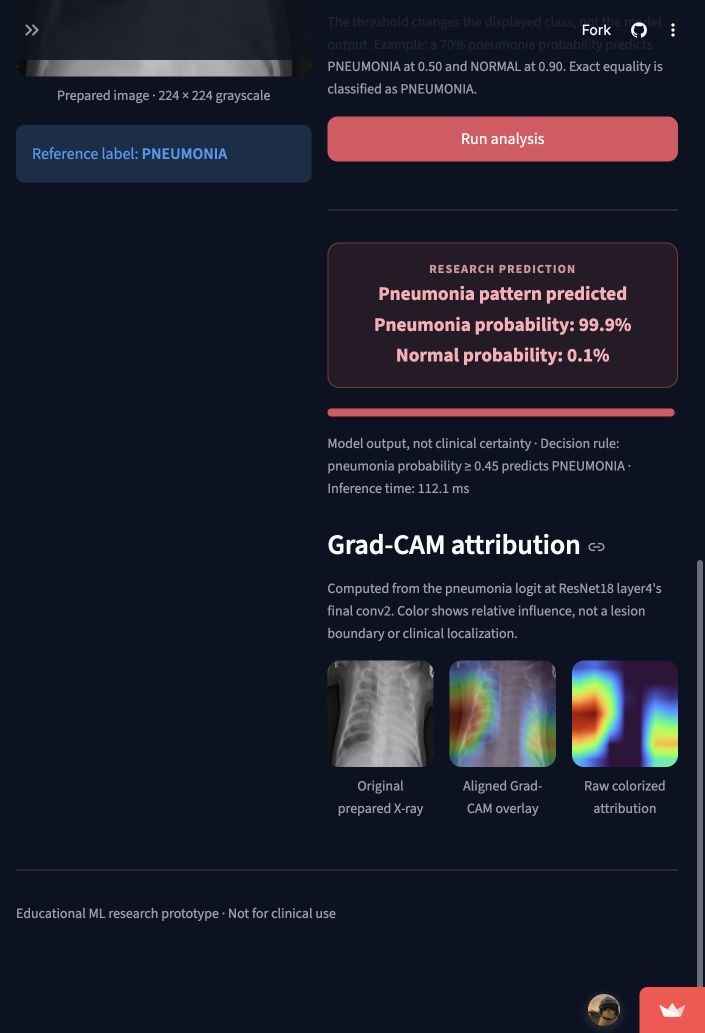 The threshold changes the displayed class, not the model
output. Example: a 70% pneumonia probability predicts
Fork
PNEUMONIA at 0.50 and NORMAL at 0.90. Exact equality is
classified as PNEUMONIA.
Prepared image · 224 × 224 grayscale
Run analysis
Reference label: PNEUMONIA
RESEARCH PREDICTION
Pneumonia pattern predicted
Pneumonia probability: 99.9%
Normal probability: 0.1%
Model output, not clinical certainty · Decision rule:
pneumonia probability ≥ 0.45 predicts PNEUMONIA ·
Inference time: 112.1 ms
Grad-CAM attribution
Computed from the pneumonia logit at ResNet18 layer4's
final conv2. Color shows relative influence, not a lesion
boundary or clinical localization.
R
R
Original
prepared X-ray
Aligned Grad-
CAM overlay
Raw colorized
attribution
Educational ML research prototype · Not for clinical use